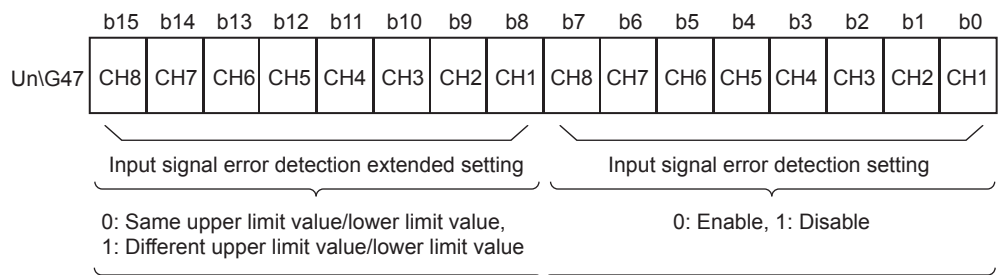 b15 b14 b13 b12 b11 b10 b9 b8 b7 b6 b5 b4 b3 b2 b1 b0
Un\G47 CH8 CH7 CH6 CH5 CH4 CH3 CH2 CH1 CH8 CH7 CH6 CH5 CH4 CH3 CH2 CH1
Input signal error detection extended setting Input signal error detection setting
0: Same upper limit value/lower limit value, 0: Enable, 1: Disable
1: Different upper limit value/lower limit value